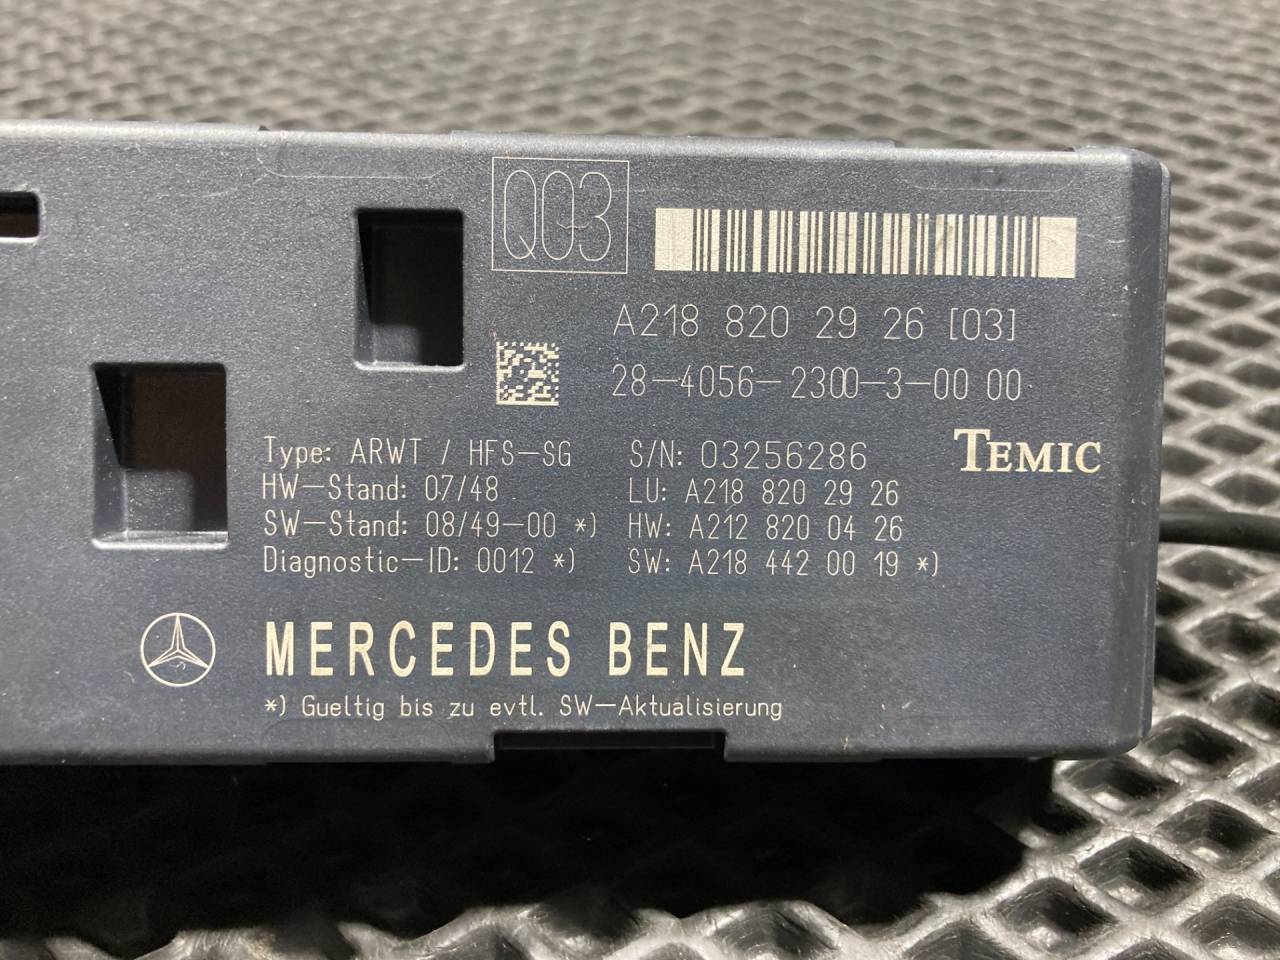 Q03
A218 820 29 26 [03]
28-4056-2300-3-00 00
Type: ARWT / HFS-SG S/N: 03256286 TEMIC
HW-Stand: 07/48 LU: A218 820 29 26
SW-Stand: 08/49-00 *) HW: A212 820 04 26
Diagnostic-ID: 0012 *) SW: A218 442 00 19 *)
MERCEDES BENZ
*) Gueltig bis zu evtl. SW-Aktualisierung